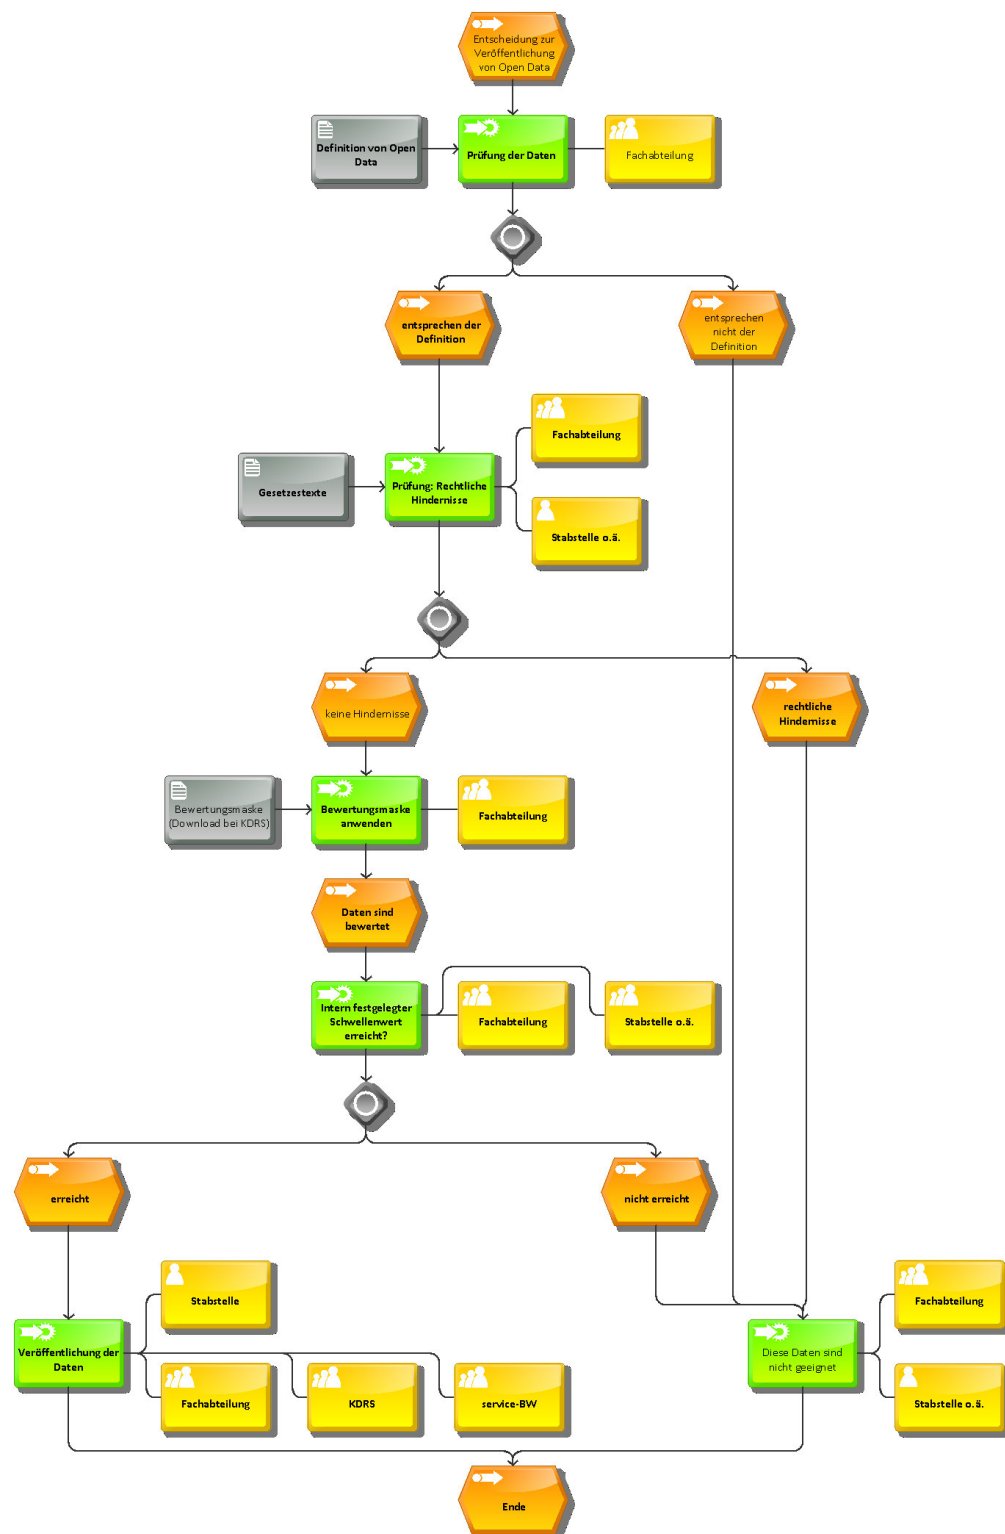 Entscheidung zur
Veröffentlichung
von Open Data
Definition von Open
Data
Prüfung der Daten
Fachabteilung
entsprechen der
Definition
entsprechen
nicht der
Definition
Fachabteilung
Gesetzestexte
Prüfung: Rechtliche
Hindernisse
Stabstelle o.ä.
keine Hindernisse
rechtliche
Hindernisse
Bewertungsmaske
(Download bei KDRS)
Bewertungsmaske
anwenden
Fachabteilung
Daten sind
bewertet
Intern festgelegter
Schwellenwert
erreicht?
Fachabteilung
Stabstelle o.ä.
erreicht
nicht erreicht
Stabstelle
Fachabteilung
Veröffentlichung der
Daten
Diese Daten sind
nicht geeignet
Fachabteilung
KDRS
service-BW
Stabstelle o.ä.
Ende